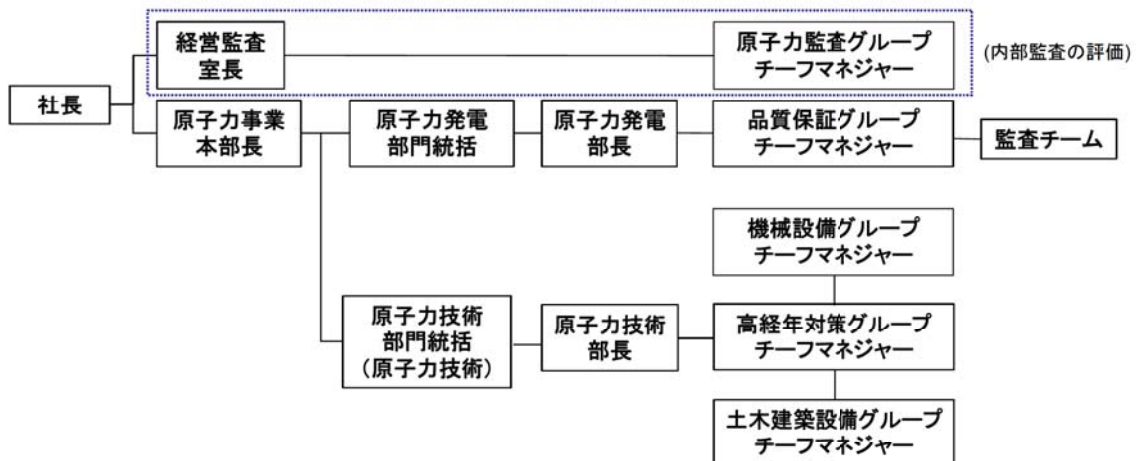 経営監査
室長
原子力監査グループ
チーフマネジャー
(内部監査の評価)
社長
原子力事業
本部長
原子力発電
部門統括
原子力発電
部長
品質保証グループ
チーフマネジャー
監査チーム
機械設備グループ
チーフマネジャー
原子力技術
部門統括
(原子力技術)
原子力技術
部長
高経年対策グループ
チーフマネジャー
土木建築設備グループ
チーフマネジャー